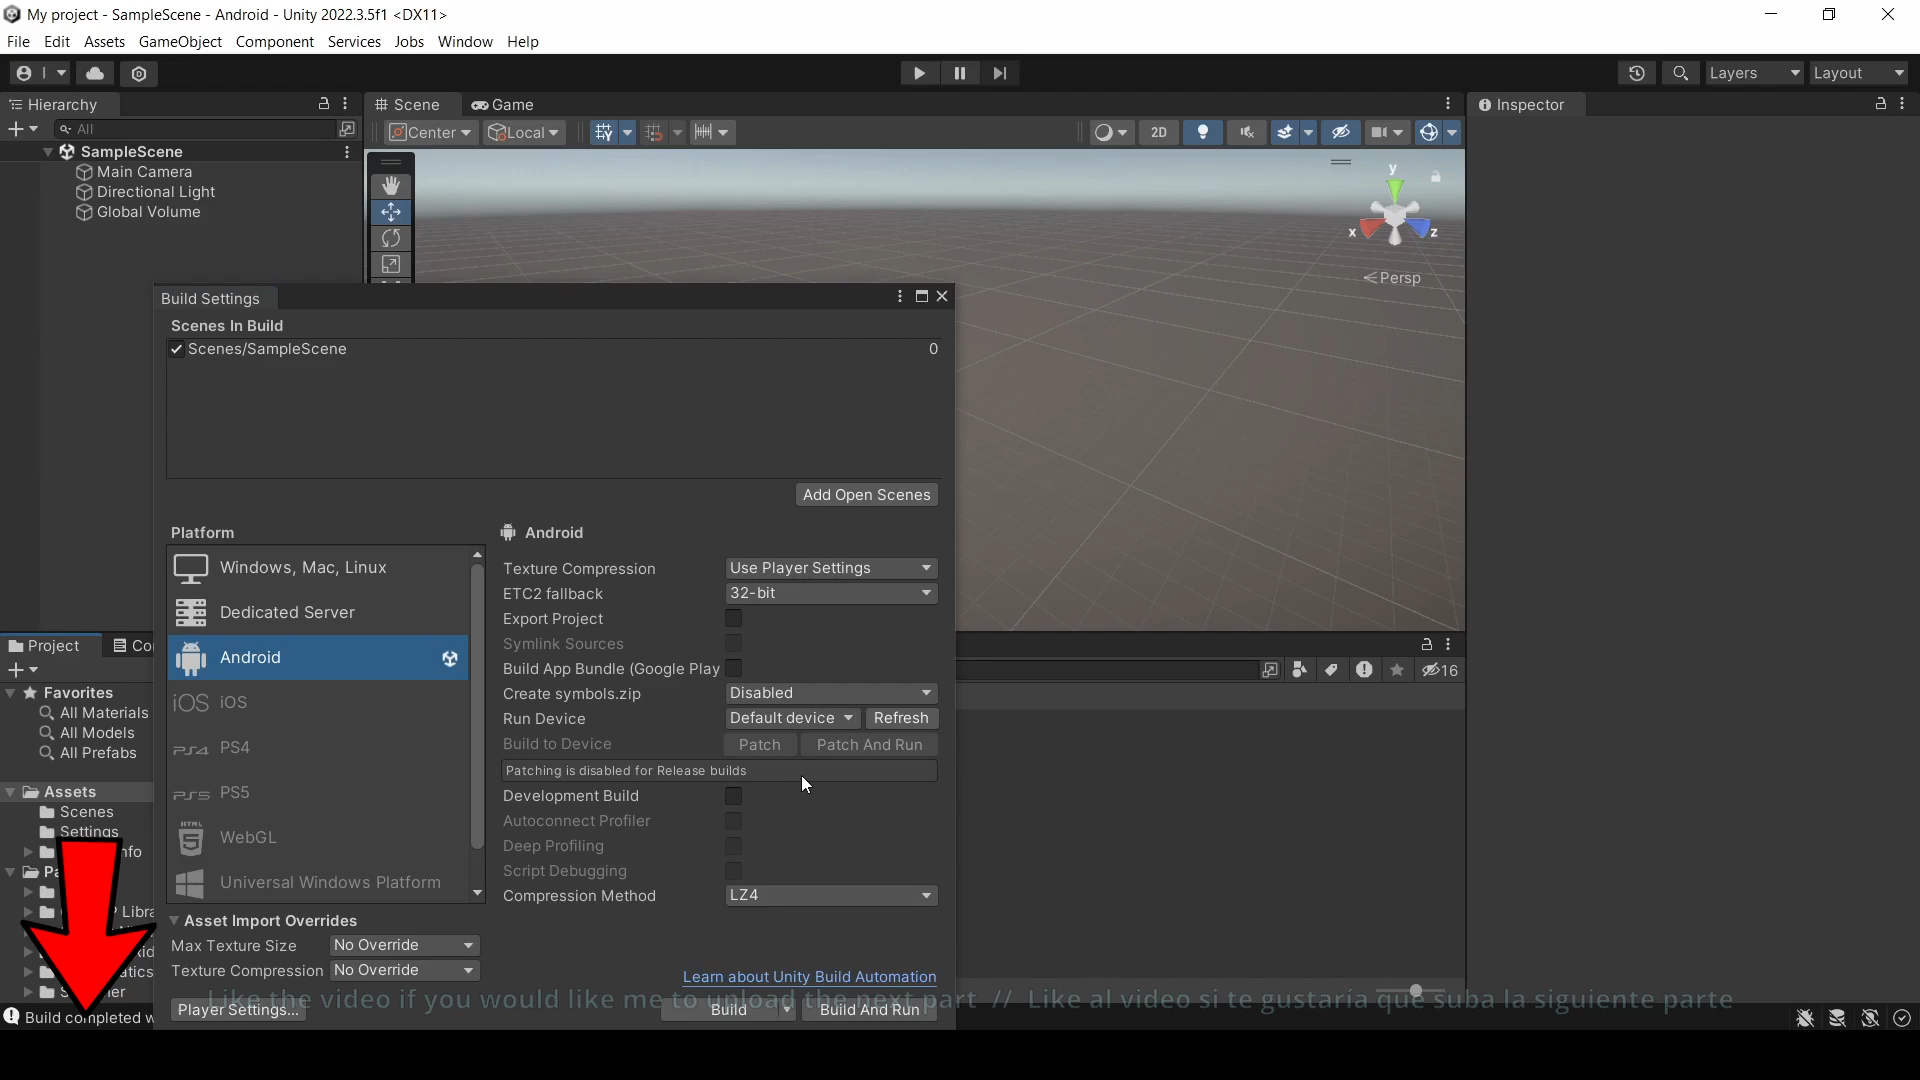 My project - SampleScene - Android - Unity 2022.3.5f1 <DX11>
File Edit Assets GameObject Component Services Jobs Window Help
Layers Layout
Hierarchy
All
SampleScene
Main Camera
Directional Light
Global Volume
Scene Game
Center Local 2D
y
x z
Persp
Inspector
Build Settings
Scenes In Build
Scenes/SampleScene 0
Add Open Scenes
Platform
Windows, Mac, Linux
Dedicated Server
Android
iOS iOS
PS4 PS4
PS5 PS5
HTML 5 WebGL
Universal Windows Platform
Android
Texture Compression Use Player Settings
ETC2 fallback 32-bit
Export Project
Symlink Sources
Build App Bundle (Google Play
Create symbols.zip Disabled
Run Device Default device Refresh
Build to Device Patch Patch And Run
Patching is disabled for Release builds
Development Build
Autoconnect Profiler
Deep Profiling
Script Debugging
Compression Method LZ4
Asset Import Overrides
Max Texture Size No Override
Texture Compression No Override
Learn about Unity Build Automation
Player Settings... Build Build And Run
Project Co
Favorites
All Materials
All Models
All Prefabs
Assets
Scenes
Settings
nfo
Pa
P Libra
atics
16
Build completed w
Like the video if you would like me to upload the next part // Like al video si te gustaría que suba la siguiente parte